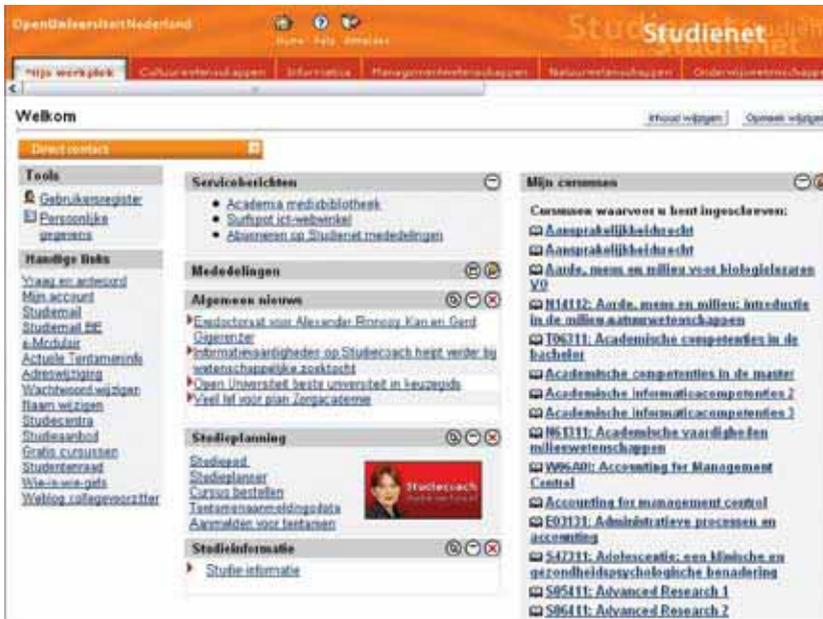 OpenUniversiteitNederland
Studienet
Home Help Afmelden
Mijn werkplek Cultuurwetenschappen Informatica Managementwetenschappen Natuurwetenschappen Onderwijswetenschappen
Welkom
Inhoud wijzigen Opmaak wijzigen
Direct contact
Tools
Gebruikersregister
Persoonlijke
gegevens
Handige links
Vraag en antwoord
Mijn account
Studiemail
Studiemail BE
e-Modulair
Actuele Tentameninfo
Adreswijziging
Wachtwoord wijzigen
Naam wijzigen
Studiecentra
Studieaanbod
Gratis cursussen
Studentenraad
Wie-is-wie-gids
Weblog collegevoorzitter
Serviceberichten
Academia mediabibliotheek
Surfspot ict-webwinkel
Abonneren op Studienet mededelingen
Mededelingen
Algemeen nieuws
Eredoctoraat voor Alexander Rinnooy Kan en Gerd
Gigerenzer
Informatievaardigheden op Studiecoach helpt verder bij
wetenschappelijke zoektocht
Open Universiteit beste universiteit in keuzegids
Veel lof voor plan Zorgacademie
Studieplanning
Studiepad
Studieplanner
Cursus bestellen
Tentamenaanmeldingsdata
Aanmelden voor tentamen
Studiecoach
Studieinformatie
Studie informatie
Mijn cursussen
Cursussen waarvoor u bent ingeschreven:
Aansprakelijkheidsrecht
Aansprakelijkheidsrecht
Aarde, mens en milieu voor biologieleraren
VO
N14112: Aarde, mens en milieu: introductie
in de milieu-natuurwetenschappen
T06311: Academische competenties in de
bachelor
Academische competenties in de master
Academische informaticacompetenties 2
Academische informaticacompetenties 3
N61311: Academische vaardigheden
milieuwetenschappen
Accounting for Management
Control
Accounting for management control
E03131: Administratieve processen en
accounting
S47311: Adolescentie: een klinische en
gezondheidspsychologische benadering
S05411: Advanced Research 1
S06411: Advanced Research 2